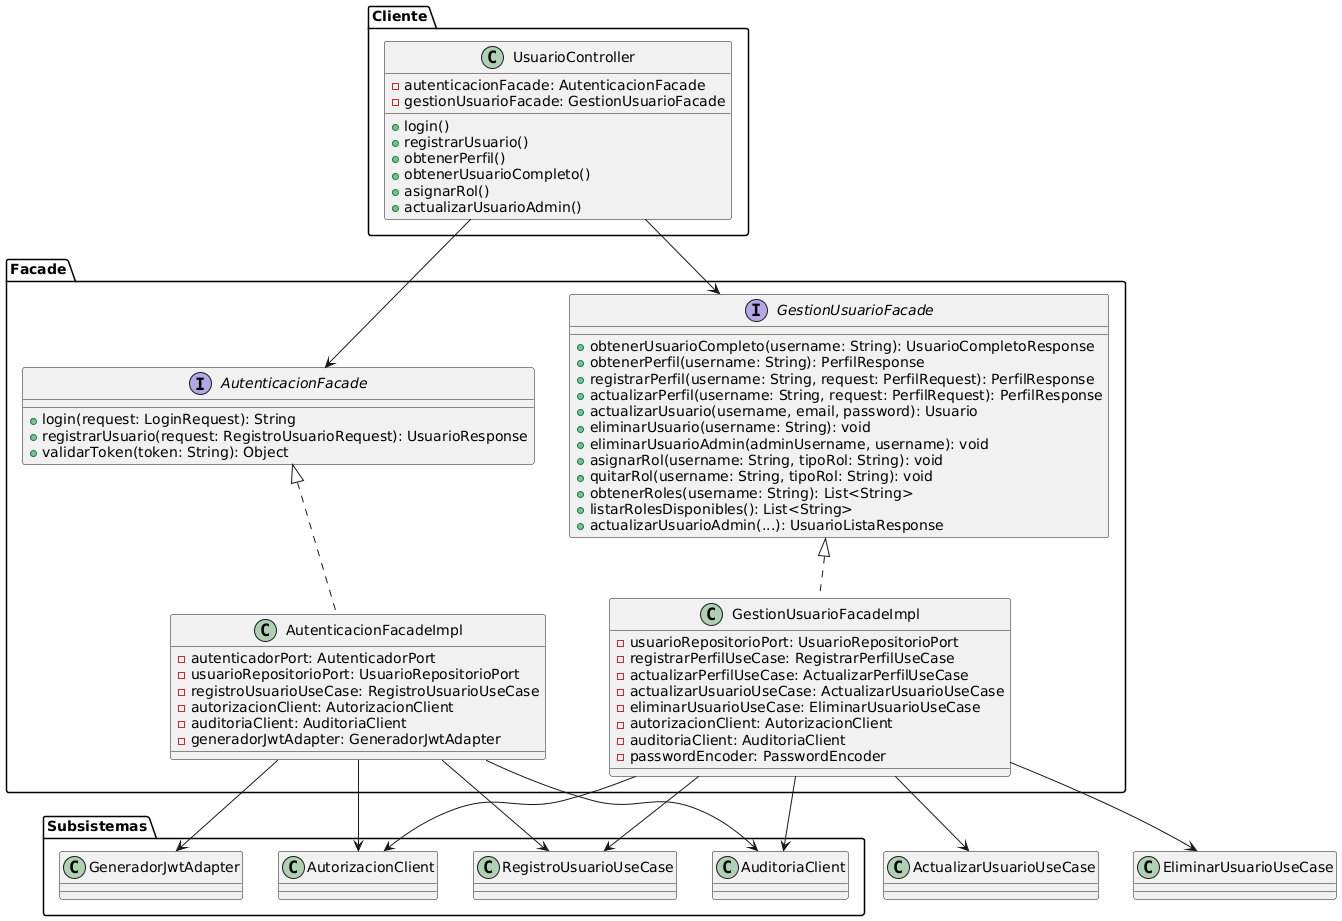 Cliente
C UsuarioController
autenticacionFacade: AutenticacionFacade
gestionUsuarioFacade: GestionUsuarioFacade
login()
registrarUsuario()
obtenerPerfil()
obtenerUsuarioCompleto()
asignarRol()
actualizarUsuarioAdmin()
Facade
I AutenticacionFacade
login(request: LoginRequest): String
registrarUsuario(request: RegistroUsuarioRequest): UsuarioResponse
validarToken(token: String): Object
I GestionUsuarioFacade
obtenerUsuarioCompleto(username: String): UsuarioCompletoResponse
obtenerPerfil(username: String): PerfilResponse
registrarPerfil(username: String, request: PerfilRequest): PerfilResponse
actualizarPerfil(username: String, request: PerfilRequest): PerfilResponse
actualizarUsuario(username, email, password): Usuario
eliminarUsuario(username: String): void
eliminarUsuarioAdmin(adminUsername, username): void
asignarRol(username: String, tipoRol: String): void
quitarRol(username: String, tipoRol: String): void
obtenerRoles(username: String): List<String>
listarRolesDisponibles(): List<String>
actualizarUsuarioAdmin(...): UsuarioListaResponse
C AutenticacionFacadeImpl
autenticadorPort: AutenticadorPort
usuarioRepositorioPort: UsuarioRepositorioPort
registroUsuarioUseCase: RegistroUsuarioUseCase
autorizacionClient: AutorizacionClient
auditoriaClient: AuditoriaClient
generadorJwtAdapter: GeneradorJwtAdapter
C GestionUsuarioFacadeImpl
usuarioRepositorioPort: UsuarioRepositorioPort
registrarPerfilUseCase: RegistrarPerfilUseCase
actualizarPerfilUseCase: ActualizarPerfilUseCase
actualizarUsuarioUseCase: ActualizarUsuarioUseCase
eliminarUsuarioUseCase: EliminarUsuarioUseCase
autorizacionClient: AutorizacionClient
auditoriaClient: AuditoriaClient
passwordEncoder: PasswordEncoder
Subsistemas
C GeneradorJwtAdapter
C AutorizacionClient
C RegistroUsuarioUseCase
C AuditoriaClient
C ActualizarUsuarioUseCase
C EliminarUsuarioUseCase